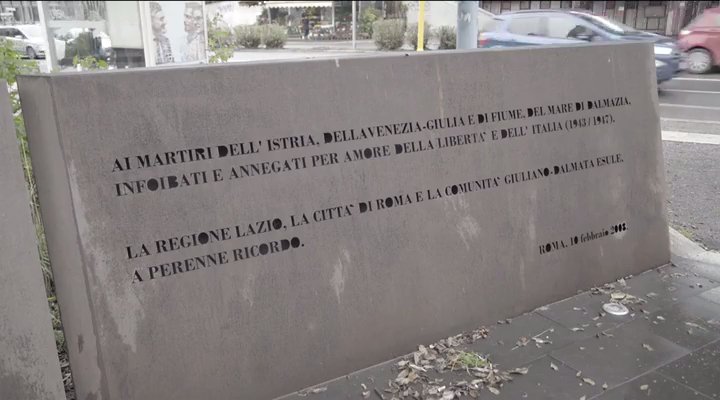 AI MARTIRI DELL' ISTRIA, DELLAVENEZIA-GIULIA E DI FIUME, DEL MARE DI DALMAZIA,
INFOIBATI E ANNEGATI PER AMORE DELLA LIBERTA` E DELL' ITALIA (1943/1947).
LA REGIONE LAZIO, LA CITTA` DI ROMA E LA COMUNITA` GIULIANO-DALMATA ESULE,
A PERENNE RICORDO.
ROMA, 10 febbraio 2008.